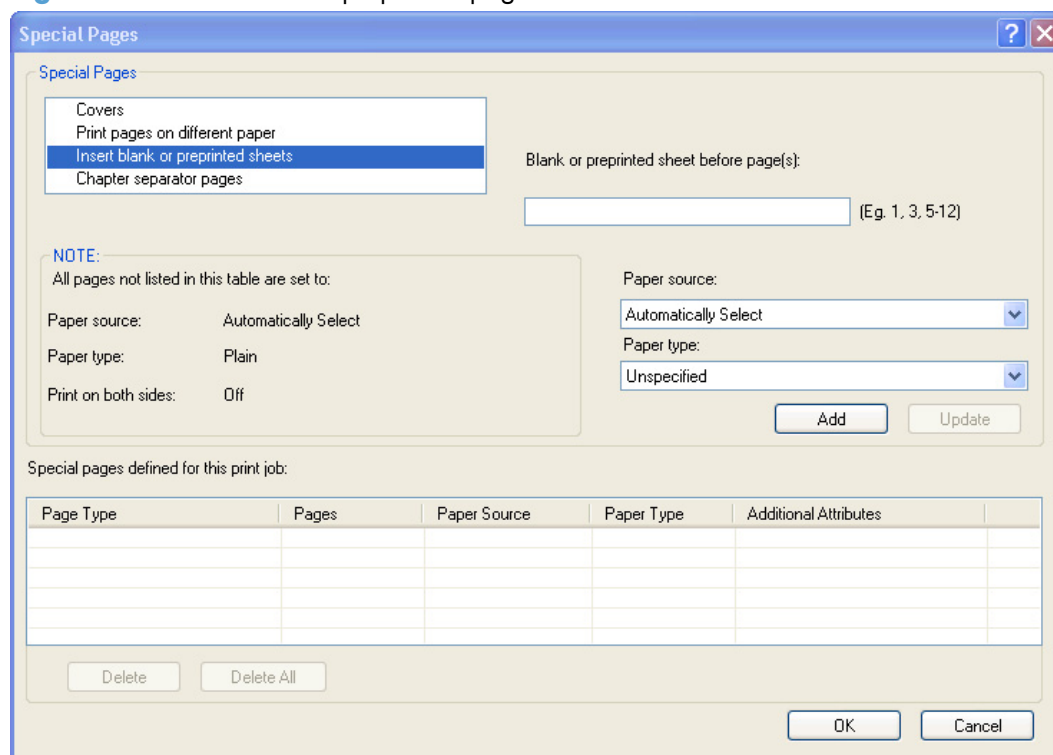 Special Pages
Special Pages
Covers
Print pages on different paper
Insert blank or preprinted sheets
Chapter separator pages
Blank or preprinted sheet before page(s):
(Eg. 1, 3, 5-12)
NOTE:
All pages not listed in this table are set to:
Paper source: Automatically Select
Paper type: Plain
Print on both sides: Off
Paper source:
Automatically Select
Paper type:
Unspecified
Add Update
Special pages defined for this print job:
Page Type Pages Paper Source Paper Type Additional Attributes
Delete Delete All
OK Cancel